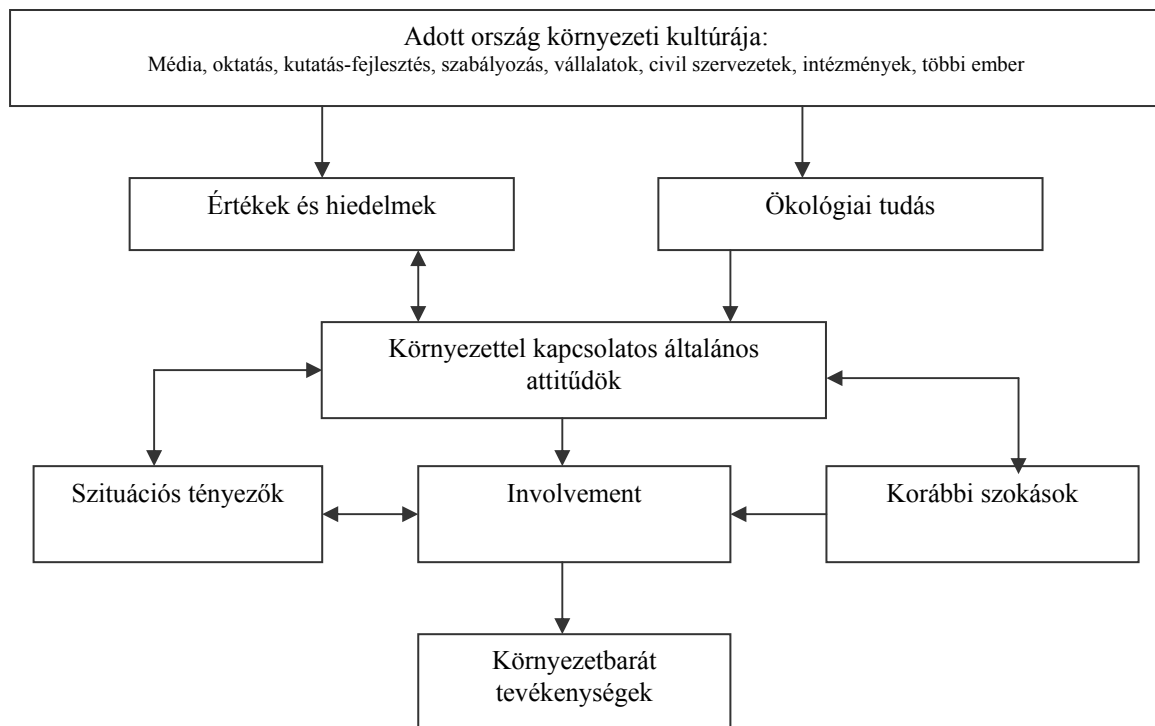 Adott ország környezeti kultúrája:
Média, oktatás, kutatás-fejlesztés, szabályozás, vállalatok, civil szervezetek, intézmények, többi ember
Értékek és hiedelmek
Ökológiai tudás
Környezettel kapcsolatos általános
attitűdök
Szituációs tényezők
Involvement
Korábbi szokások
Környezetbarát
tevékenységek